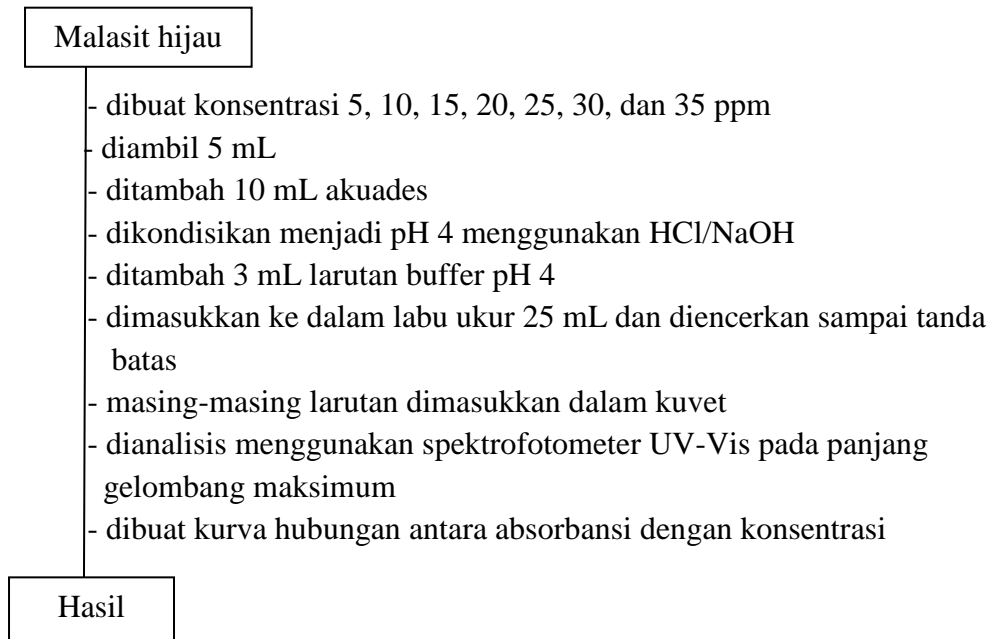 Malasit hijau
- dibuat konsentrasi 5, 10, 15, 20, 25, 30, dan 35 ppm
- diambil 5 mL
- ditambah 10 mL akuades
- dikondisikan menjadi pH 4 menggunakan HCl/NaOH
- ditambah 3 mL larutan buffer pH 4
- dimasukkan ke dalam labu ukur 25 mL dan diencerkan sampai tanda
batas
- masing-masing larutan dimasukkan dalam kuvet
- dianalisis menggunakan spektrofotometer UV-Vis pada panjang
gelombang maksimum
- dibuat kurva hubungan antara absorbansi dengan konsentrasi
Hasil